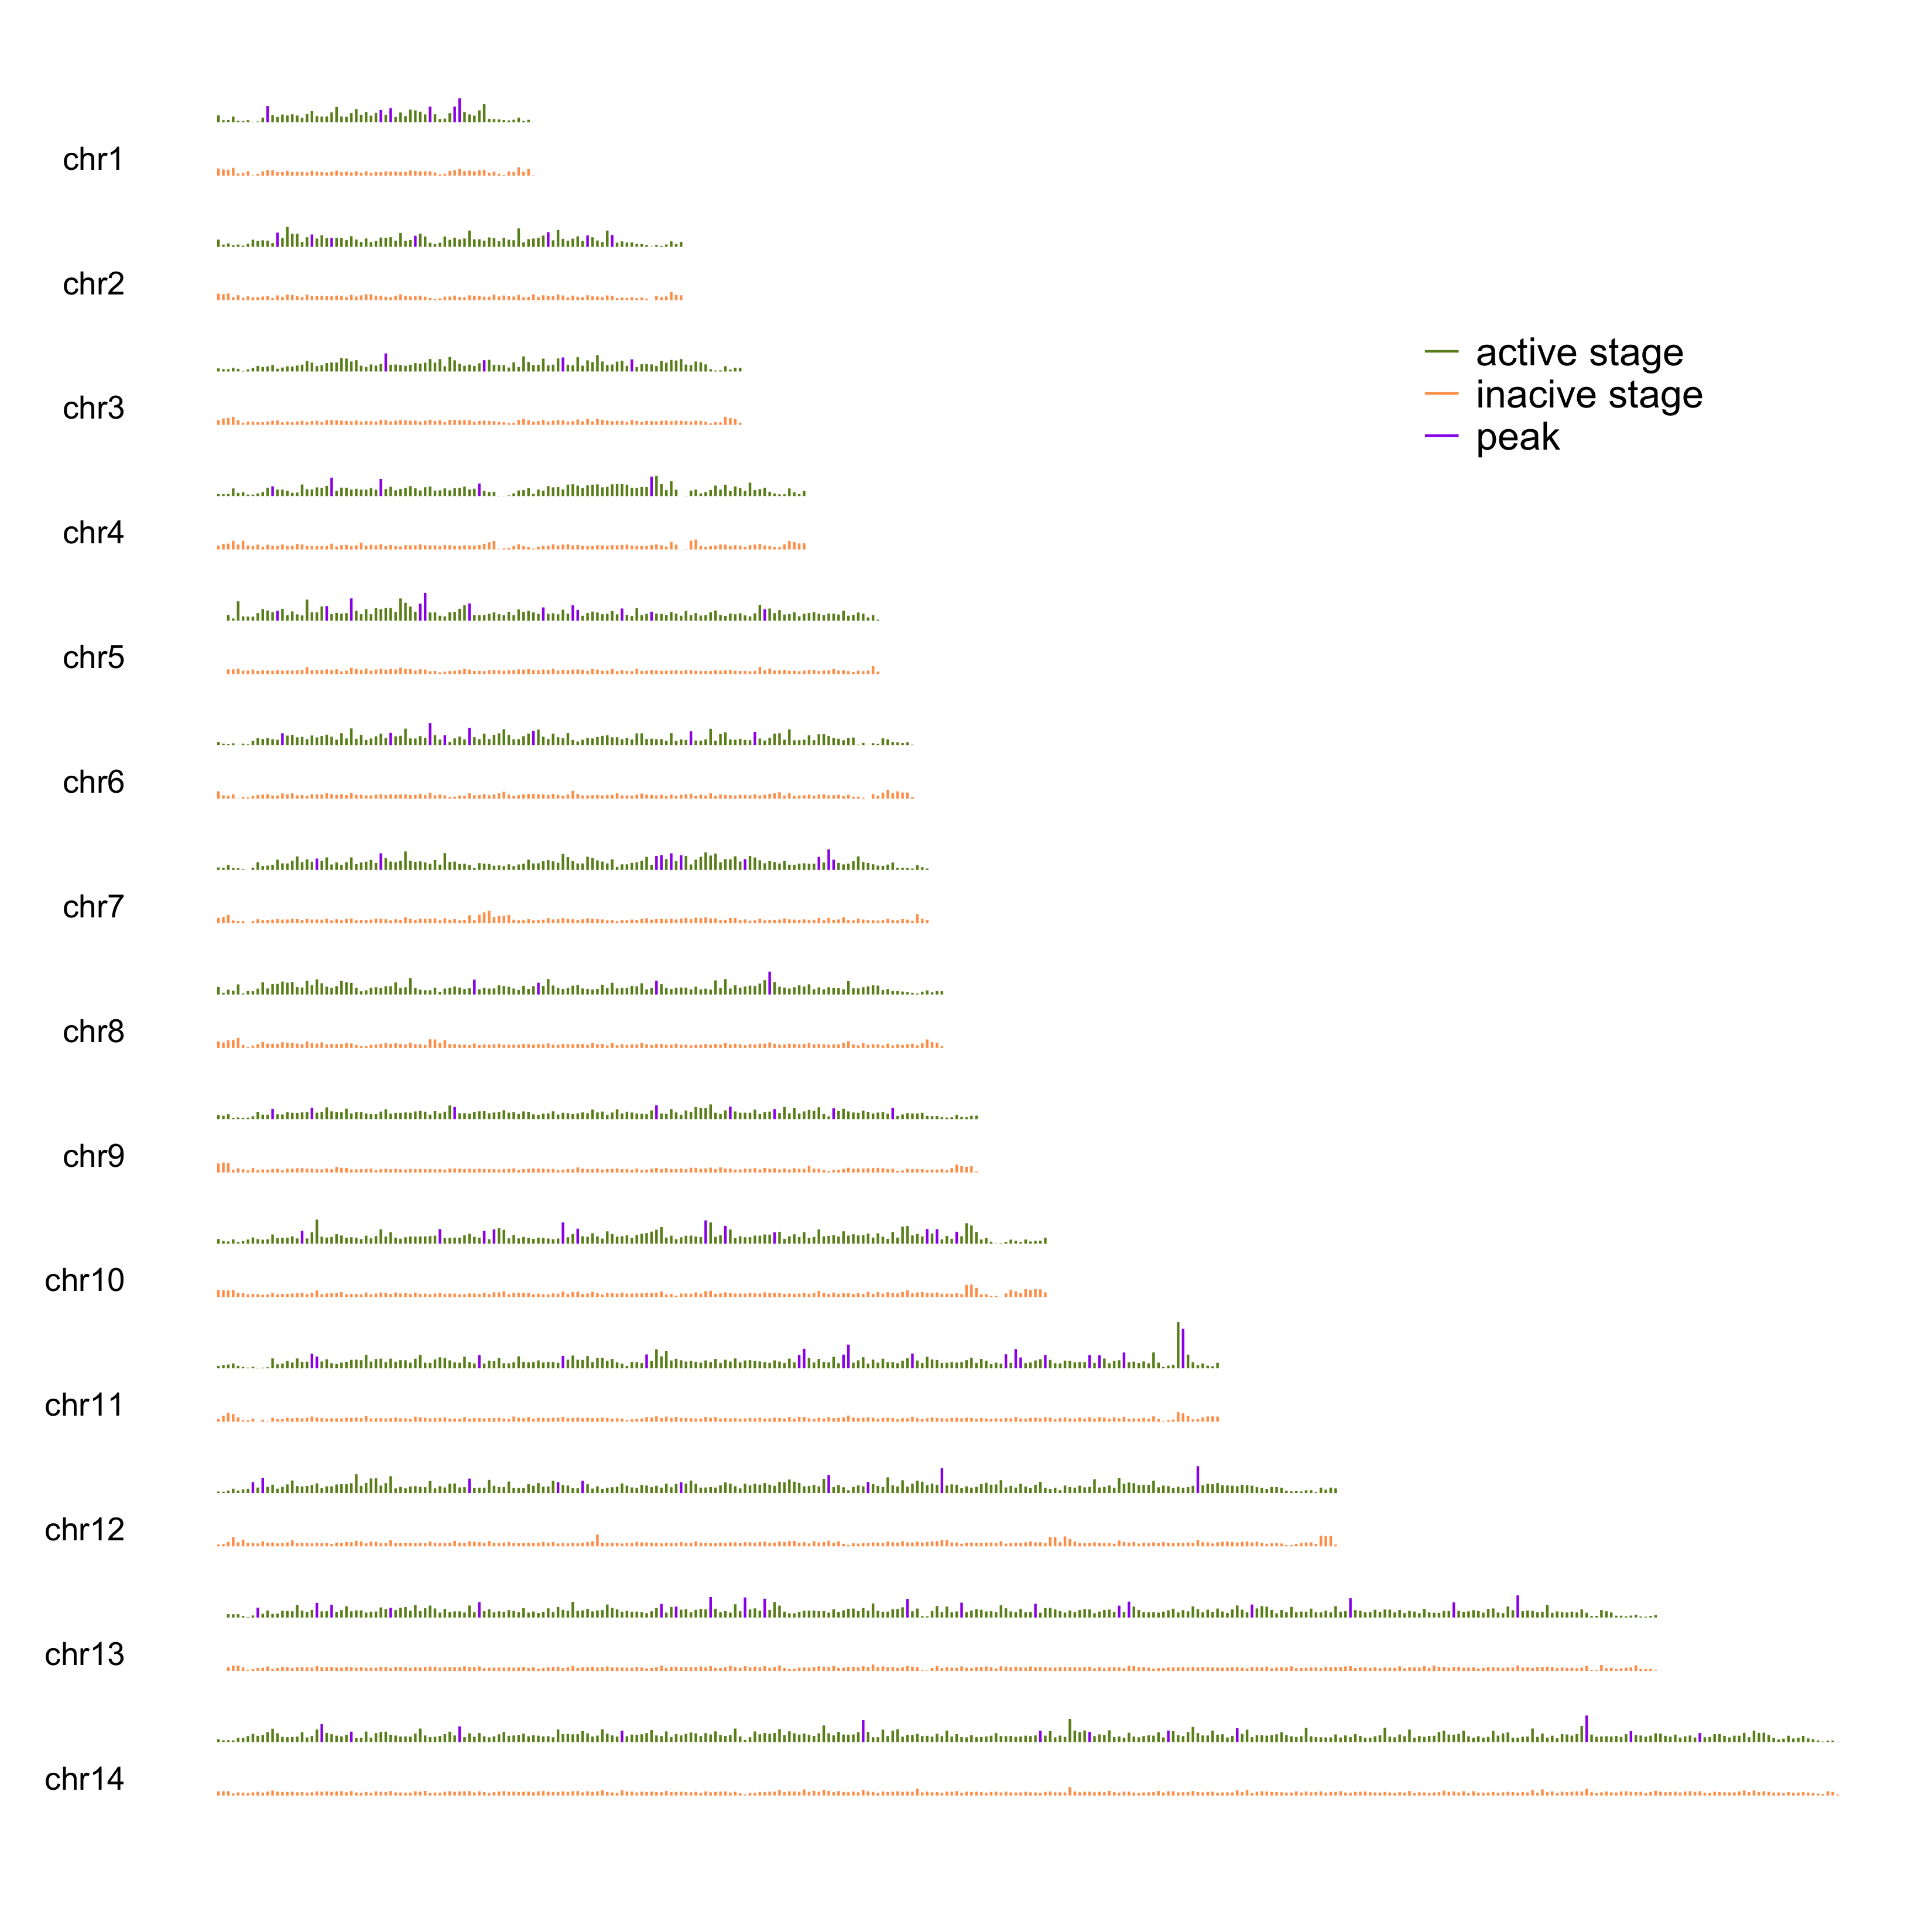 chr1
chr2
active stage
chr3
inacive stage
peak
chr4
chr5
chr6
chr7
chr8
chr9
chr10
chr11
chr12
chr13
chr14